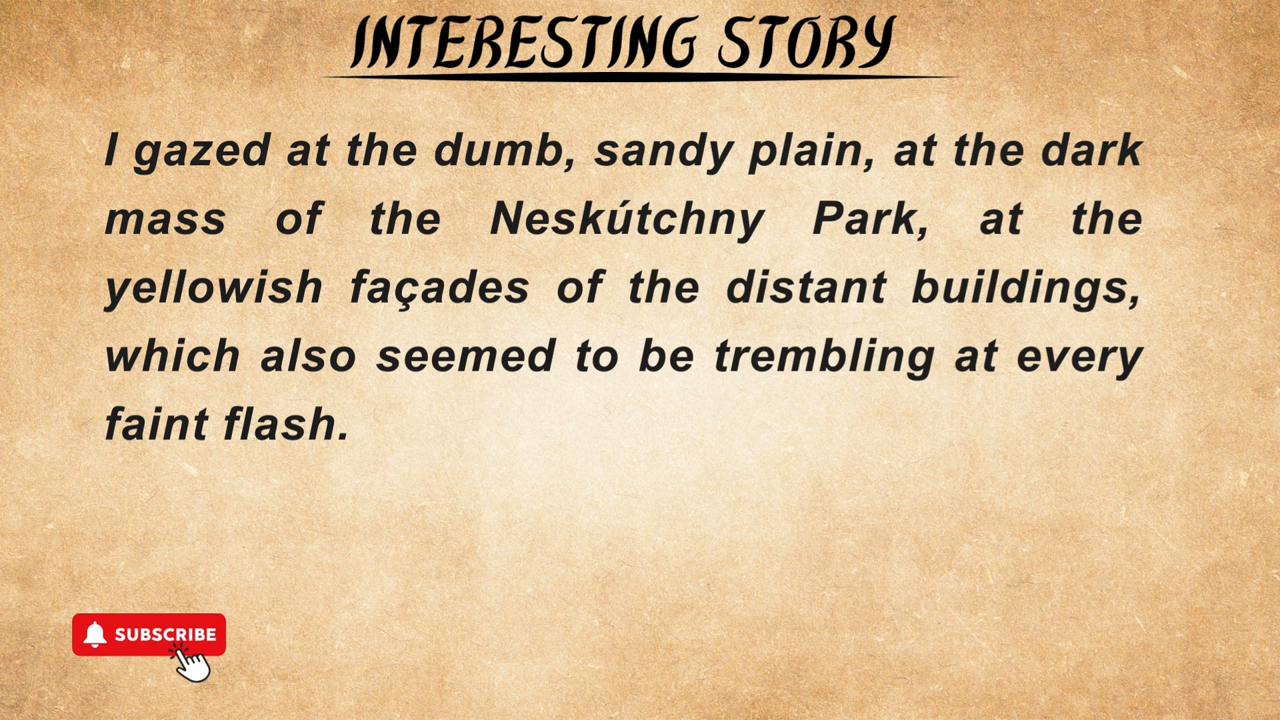 INTERESTING STORY
I gazed at the dumb, sandy plain, at the dark
mass of the Neskútchny Park, at the
yellowish façades of the distant buildings,
which also seemed to be trembling at every
faint flash.
SUBSCRIBE